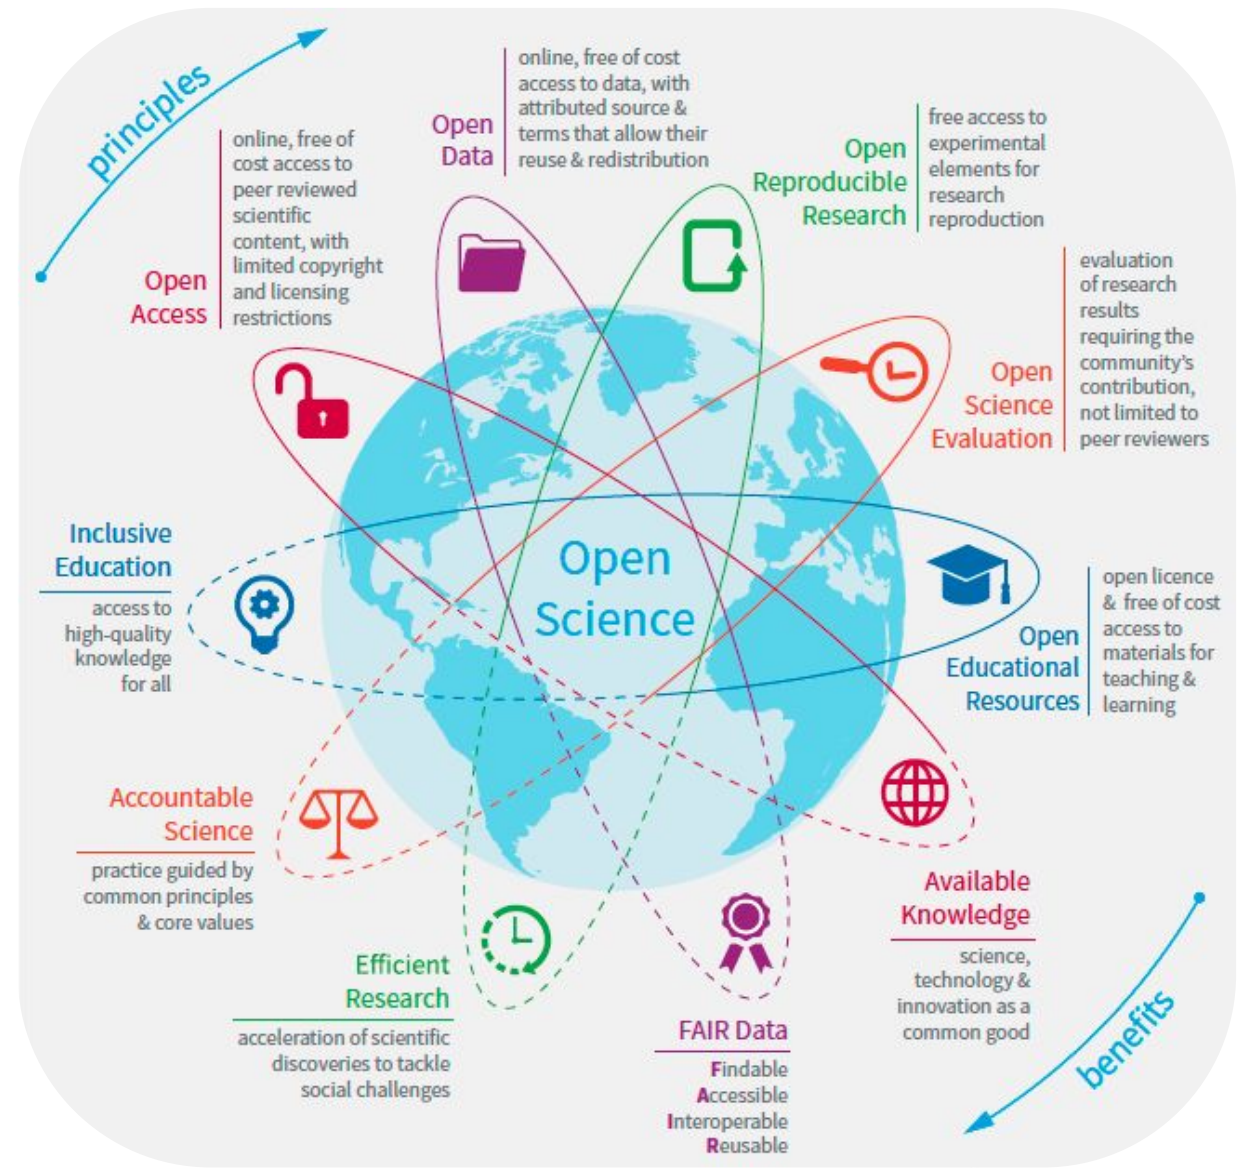 principles
Open
Access
online, free of
cost access to
peer reviewed
scientific
content, with
limited copyright
and licensing
restrictions
Open
Data
online, free of cost
access to data, with
attributed source &
terms that allow their
reuse & redistribution
Open
Reproducible
Research
free access to
experimental
elements for
research
reproduction
Open
Science
Evaluation
evaluation
of research
results
requiring the
community's
contribution,
not limited to
peer reviewers
Open
Educational
Resources
open licence
& free of cost
access to
materials for
teaching &
learning
Open
Science
Inclusive
Education
access to
high-quality
knowledge
for all
Accountable
Science
practice guided by
common principles
& core values
Efficient
Research
acceleration of scientific
discoveries to tackle
social challenges
FAIR Data
Findable
Accessible
Interoperable
Reusable
Available
Knowledge
science,
technology &
innovation as a
common good
benefits